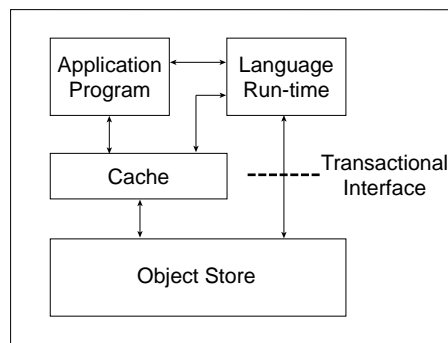 Application
Program
Language
Run-time
Cache
Transactional
Interface
Object Store